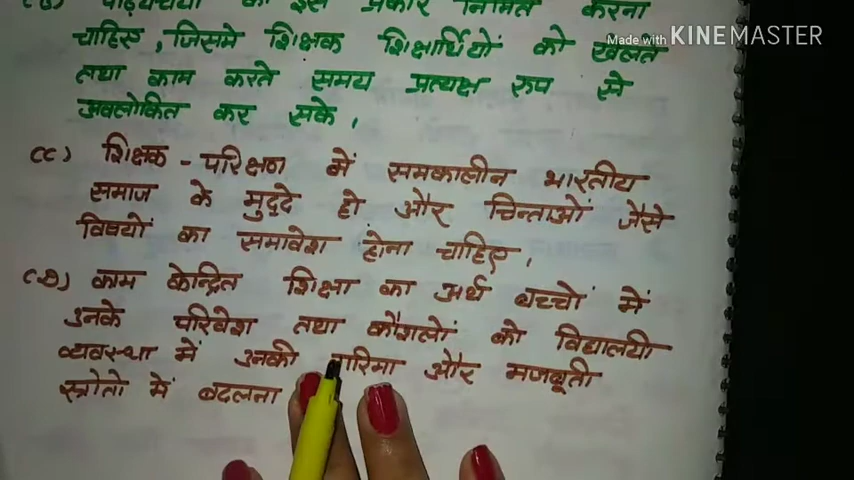 पाठ्यचर्या को इस प्रकार निर्मित करना
चाहिए, जिसमे शिक्षक शिक्षार्थियों को खेलते
तथा काम करते समय प्रत्यक्ष रूप से
अवलोकित कर सके।
(C) शिक्षक - परिक्षण में समकालीन भारतीय
समाज के मुद्दे हो और चिन्ताओं जैसे
विषयों का समावेश होना चाहिए।
(D) काम केन्द्रित शिक्षा का अर्थ बच्चों में
उनके परिवेश तथा कौशलों को विद्यालयी
व्यवस्था में उनकी गरिमा और मजबूती
स्त्रोतो में बदलना
Made with KINEMASTER